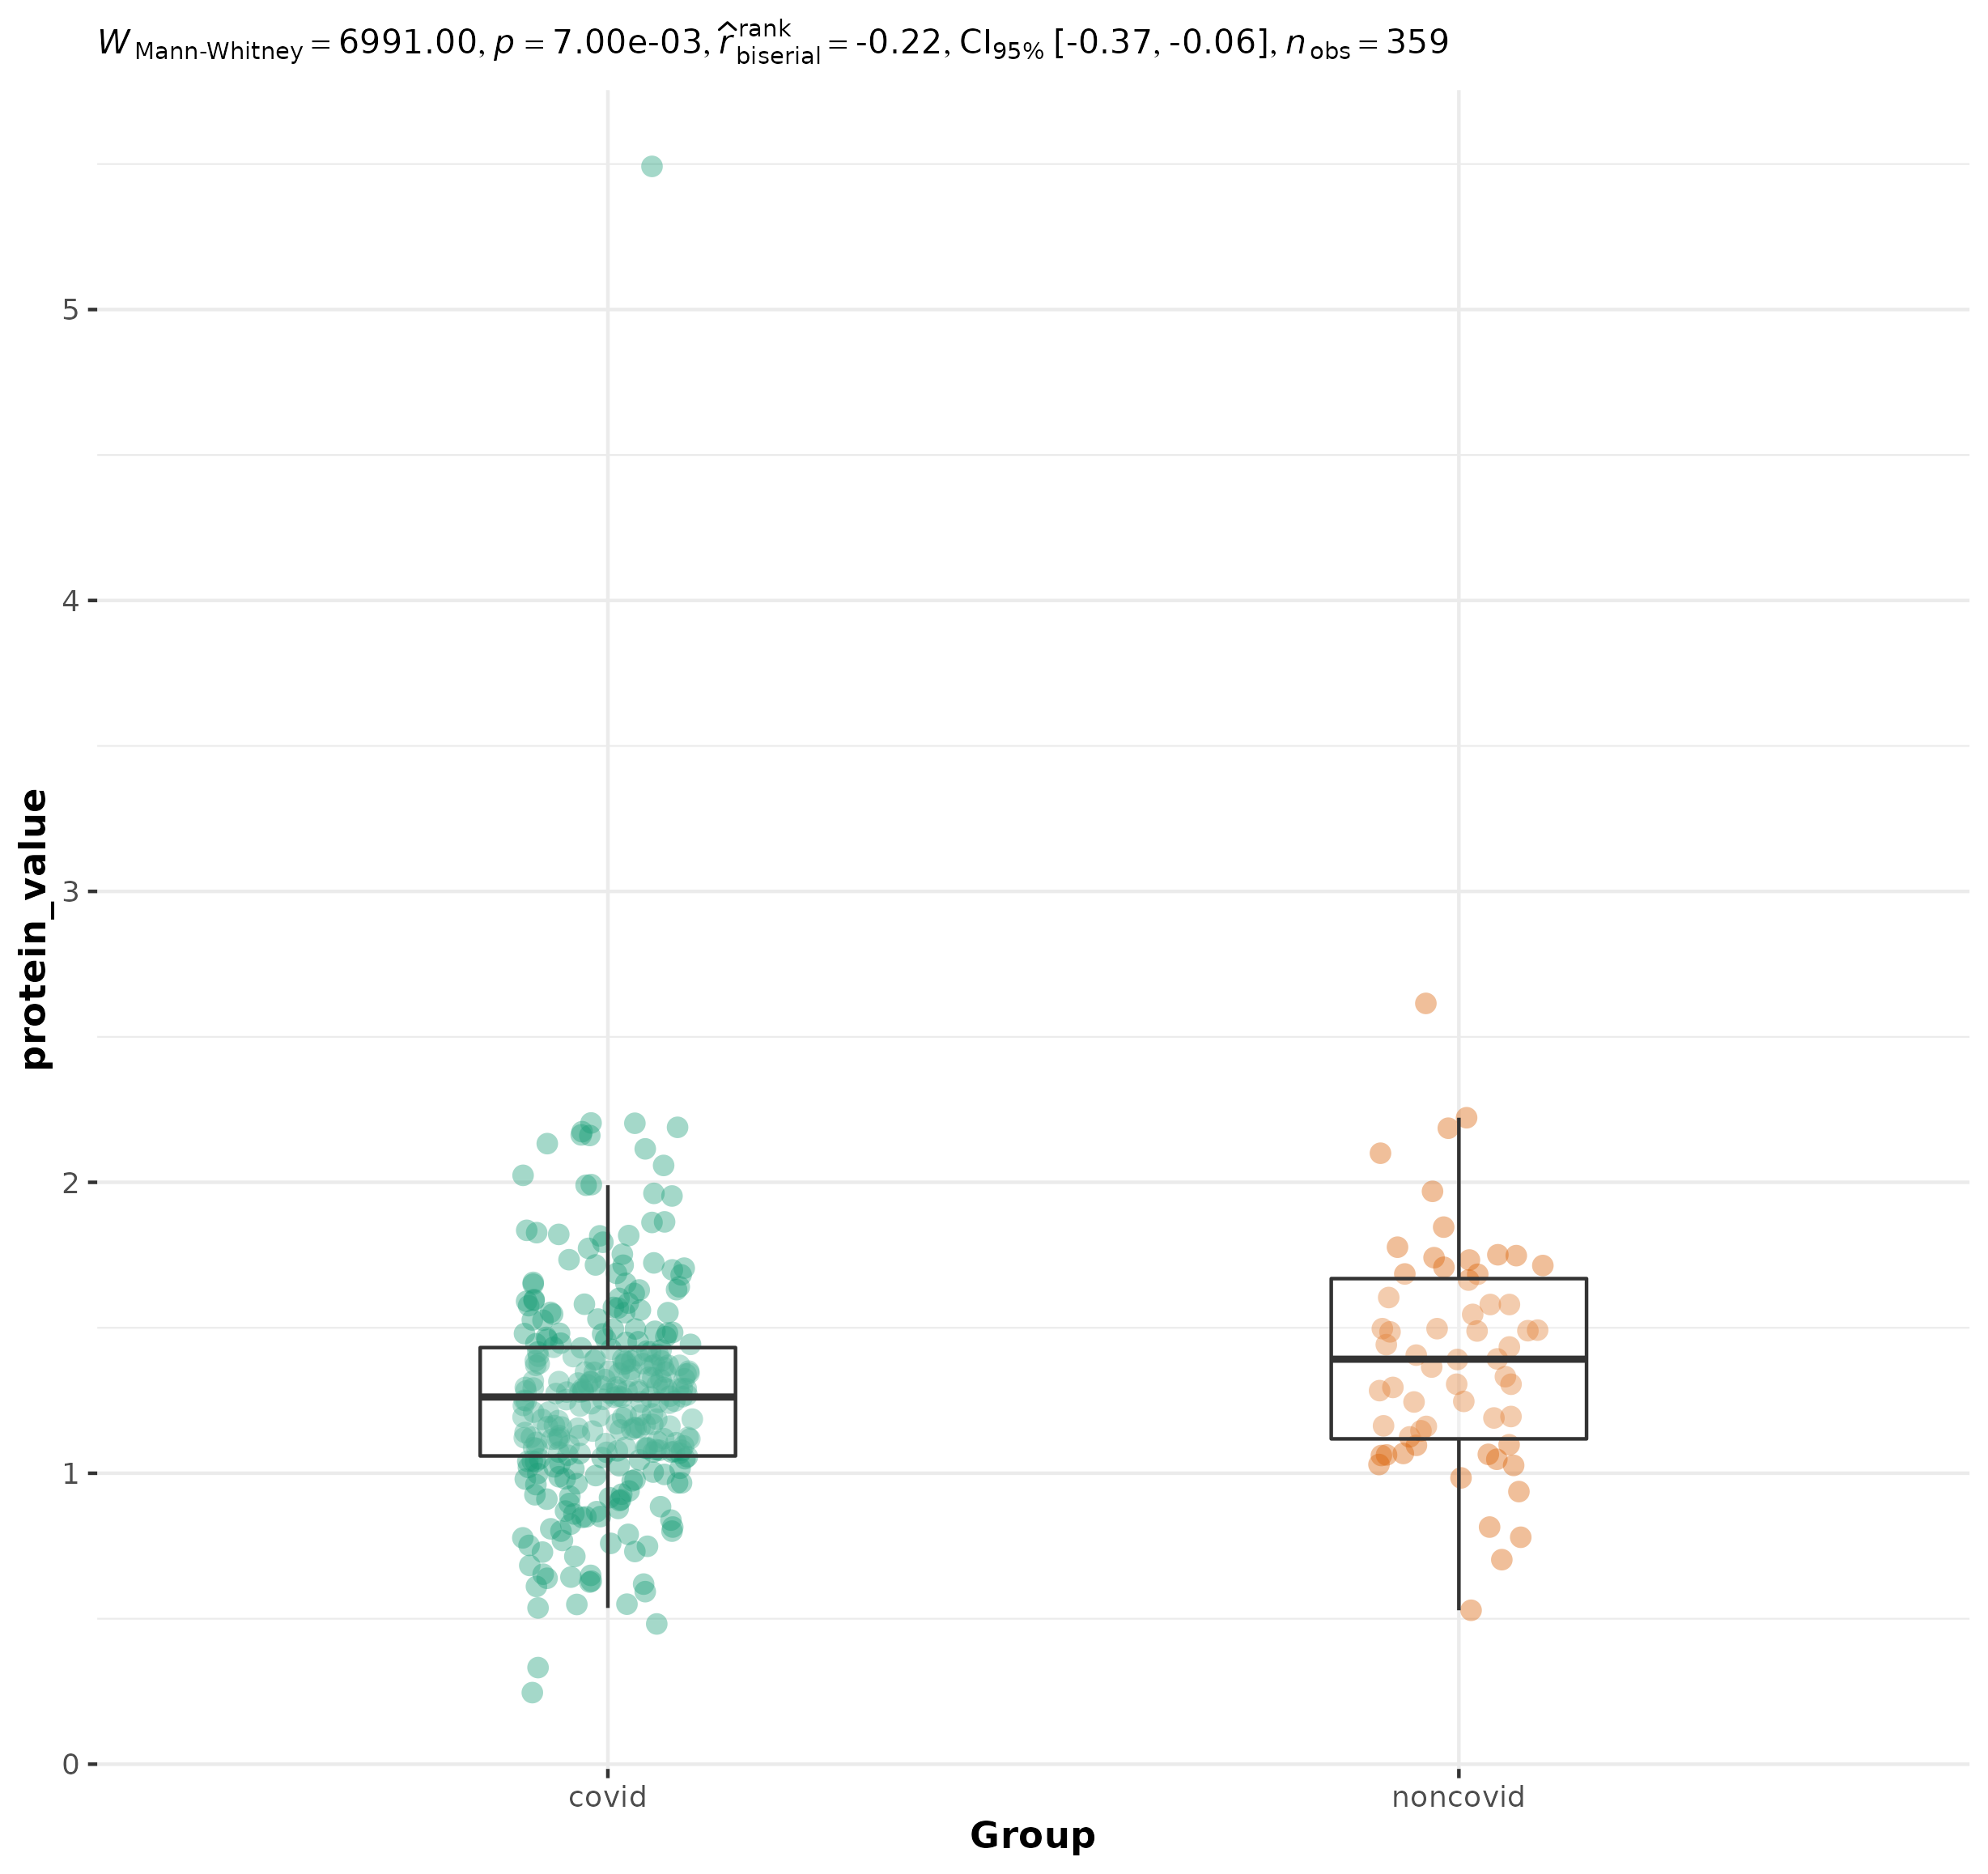 W Mann-Whitney = 6991.00, p = 7.00e-03, r̂ rank biserial = -0.22, CI95% [-0.37, -0.06], n obs = 359
protein_value
5
4
3
2
1
0
covid noncovid
Group